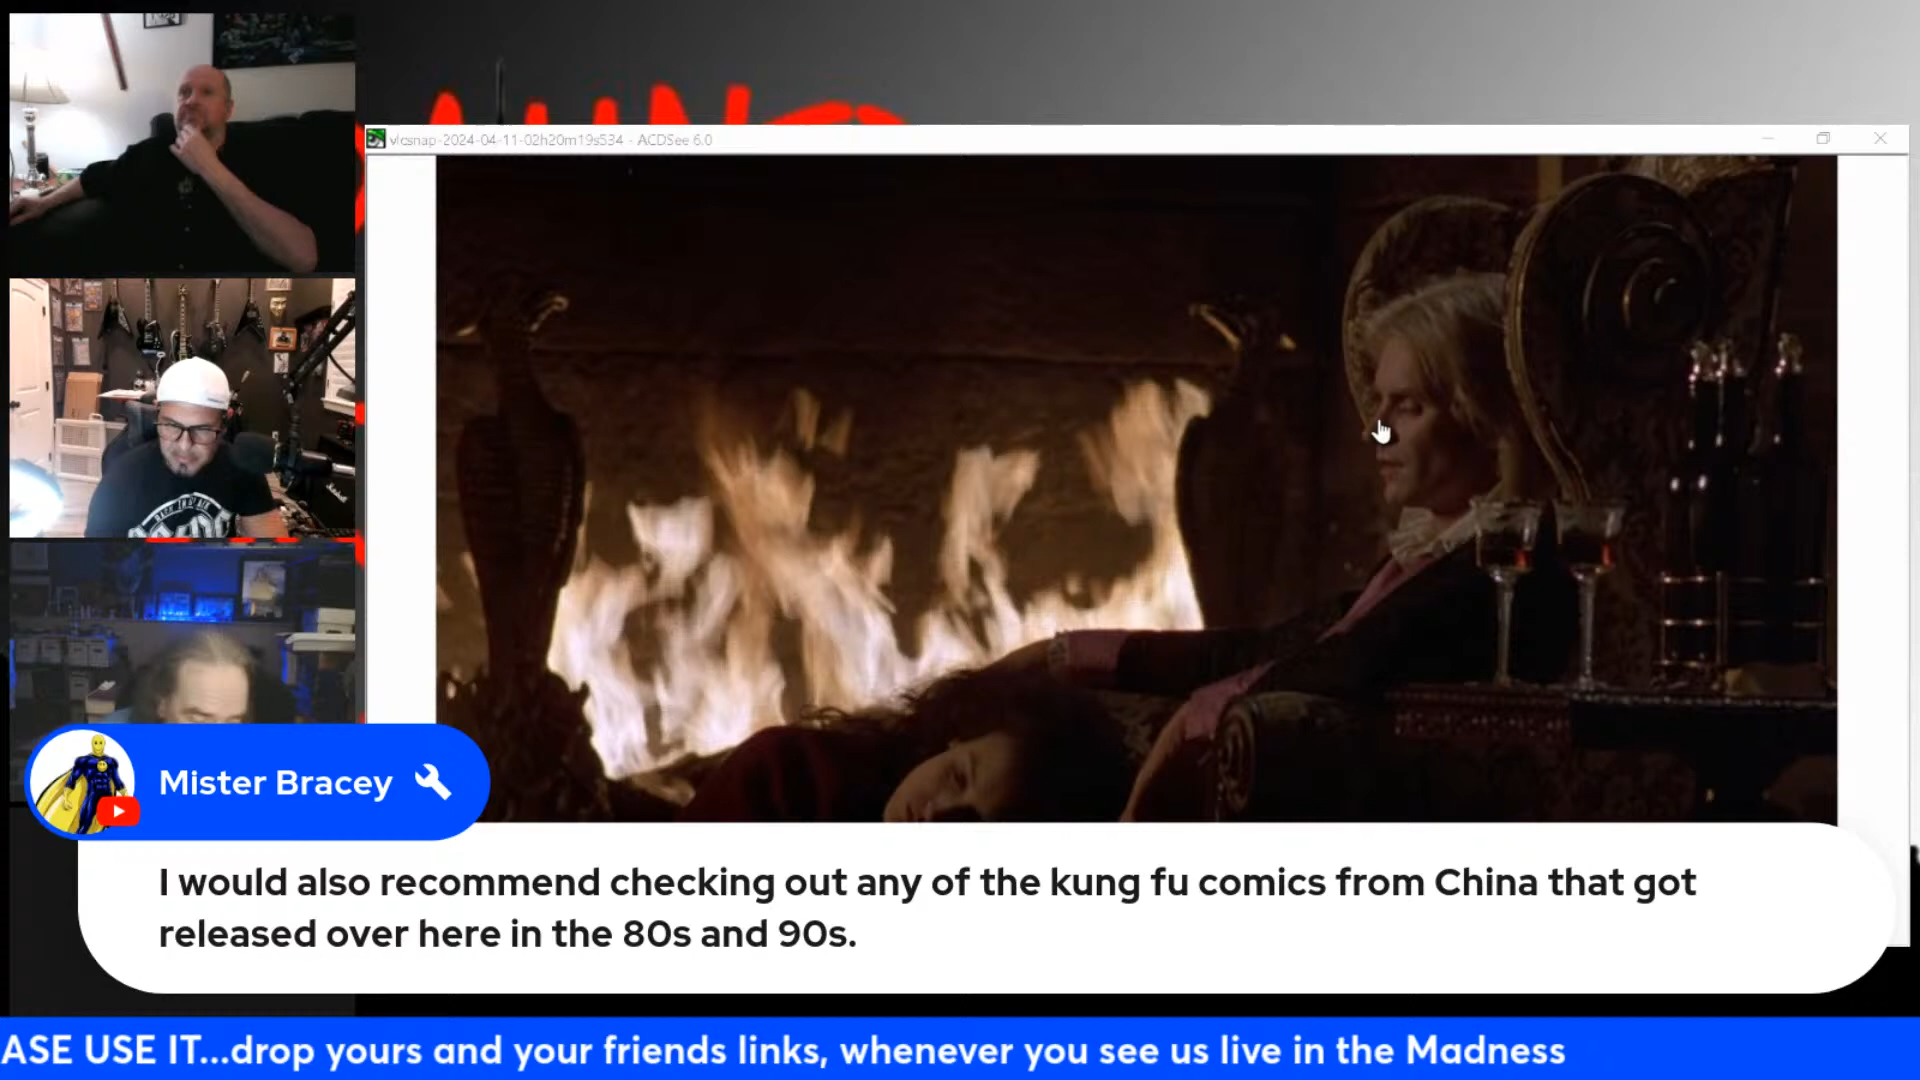 vlcsnap-2024-04-11-02h20m19s534 - ACDSee 6.0
Mister Bracey
I would also recommend checking out any of the kung fu comics from China that got
released over here in the 80s and 90s.
ASE USE IT...drop yours and your friends links, whenever you see us live in the Madness